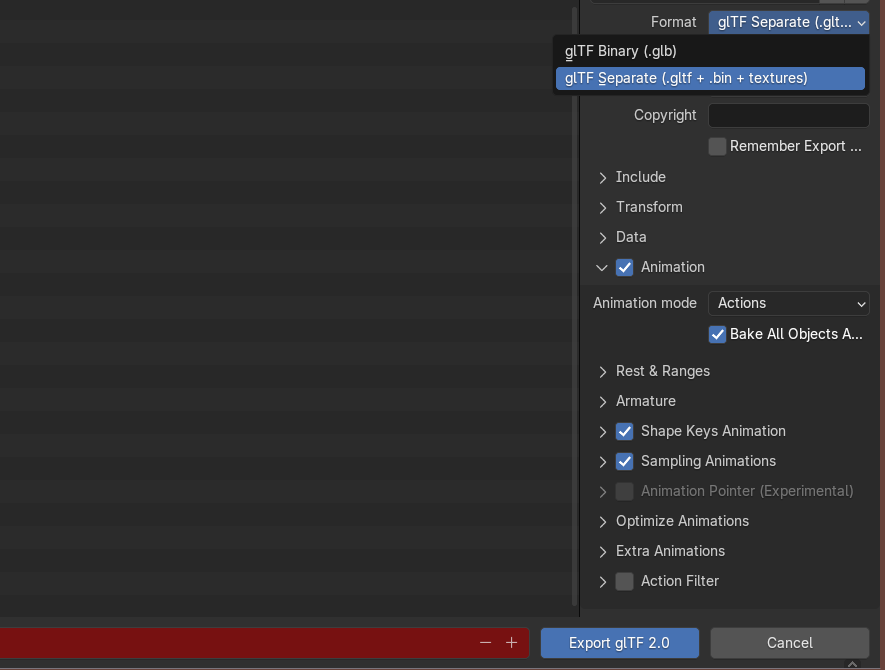 Format glTF Separate (.glt...
glTF Binary (.glb)
glTF Separate (.gltf + .bin + textures)
Copyright
Remember Export ...
Include
Transform
Data
Animation
Animation mode Actions
Bake All Objects A...
Rest & Ranges
Armature
Shape Keys Animation
Sampling Animations
Animation Pointer (Experimental)
Optimize Animations
Extra Animations
Action Filter
Export glTF 2.0 Cancel